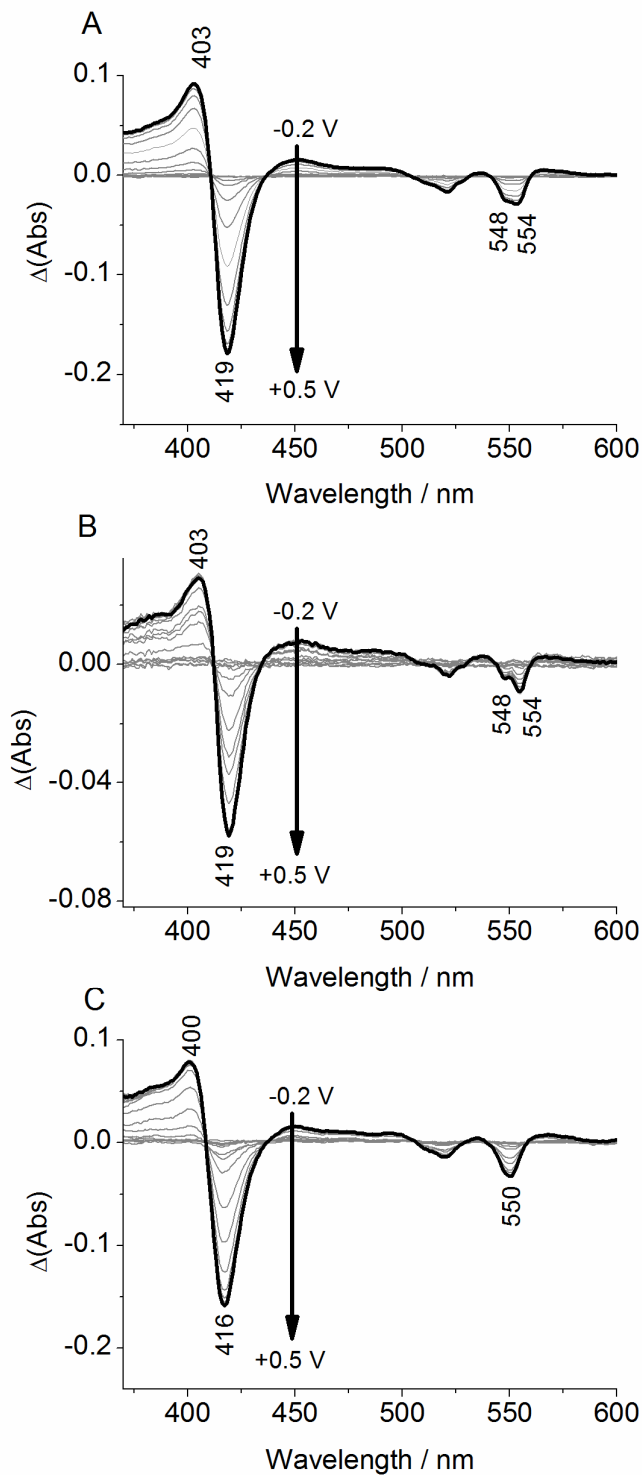 A
403
0.1
-0.2 V
0.0
548
554
-0.1
Δ(Abs)
419
+0.5 V
-0.2
400 450 500 550 600
Wavelength / nm
B
403
-0.2 V
0.00
548
554
-0.04
Δ(Abs)
419
+0.5 V
-0.08
400 450 500 550 600
Wavelength / nm
C
400
0.1
-0.2 V
0.0
550
-0.1
Δ(Abs)
416
+0.5 V
-0.2
400 450 500 550 600
Wavelength / nm